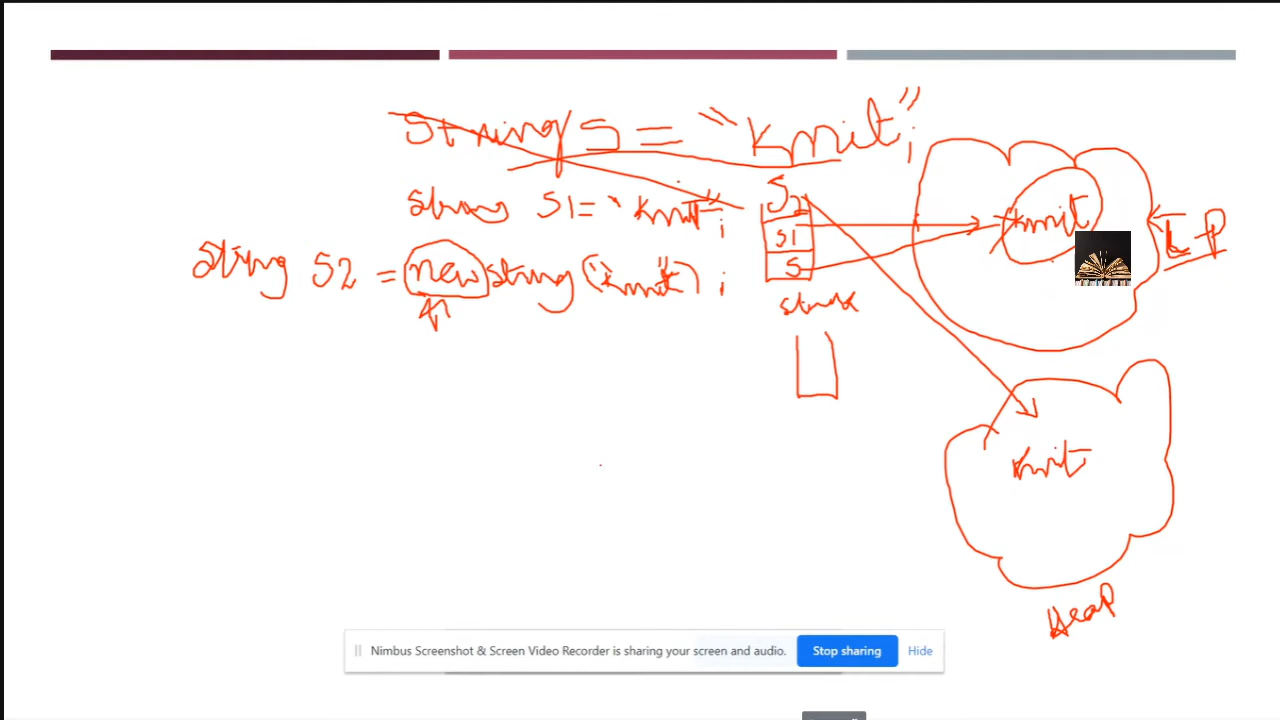 String S = "Kmit";
String S1 = "Kmit";
String S2 = new String("Kmit");
S2
S1
S
stack
Kmit
Kmit
Heap
Nimbus Screenshot & Screen Video Recorder is sharing your screen and audio.
Stop sharing
Hide